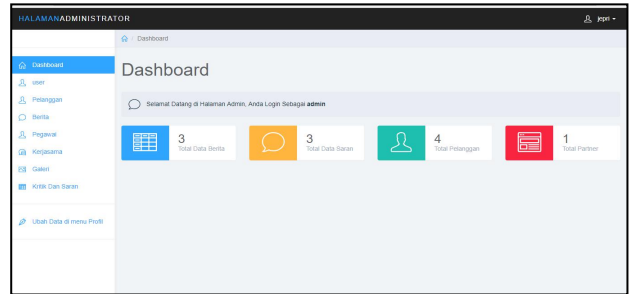 HALAMANADMINISTRATOR
jepri
Dashboard
Dashboard
user
Pelanggan
Berita
Pegawai
Kerjasama
Galeri
Kritik Dan Saran
Ubah Data di menu Profil
Dashboard
Selamat Datang di Halaman Admin, Anda Login Sebagai admin
3
Total Data Berita
3
Total Data Saran
4
Total Pelanggan
1
Total Partner